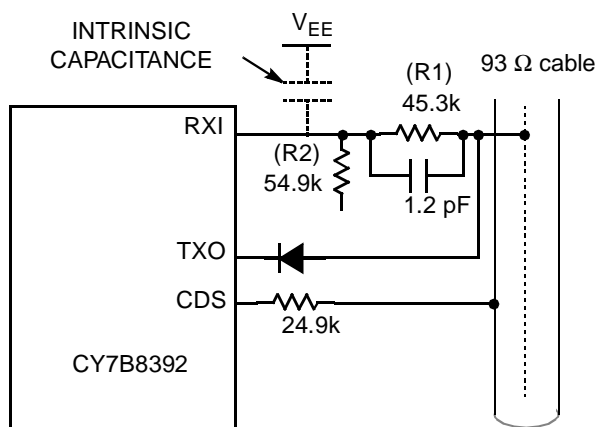 INTRINSIC
CAPACITANCE
VEE
93 Ω cable
(R1)
45.3k
RXI
(R2)
54.9k
1.2 pF
TXO
CDS
24.9k
CY7B8392